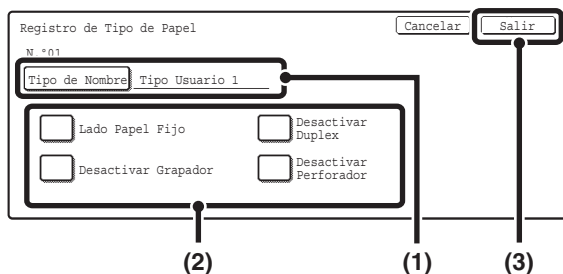 Registro de Tipo de Papel Cancelar Salir
N.°01
Tipo de Nombre Tipo Usuario 1
Lado Papel Fijo Desactivar Duplex
Desactivar Grapador Desactivar Perforador
(2) (1) (3)